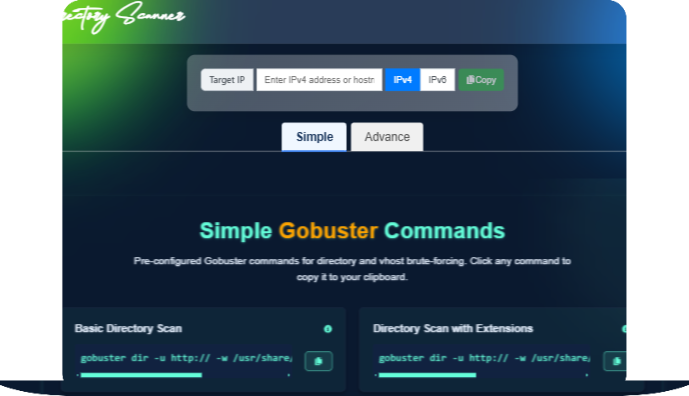 rectory Scanner
Target IP Enter IPv4 address or hostn IPv4 IPv6 Copy
Simple Advance
Simple Gobuster Commands
Pre-configured Gobuster commands for directory and vhost brute-forcing. Click any command to
copy it to your clipboard.
Basic Directory Scan
gobuster dir -u http:// -w /usr/share/
Directory Scan with Extensions
gobuster dir -u http:// -w /usr/share/